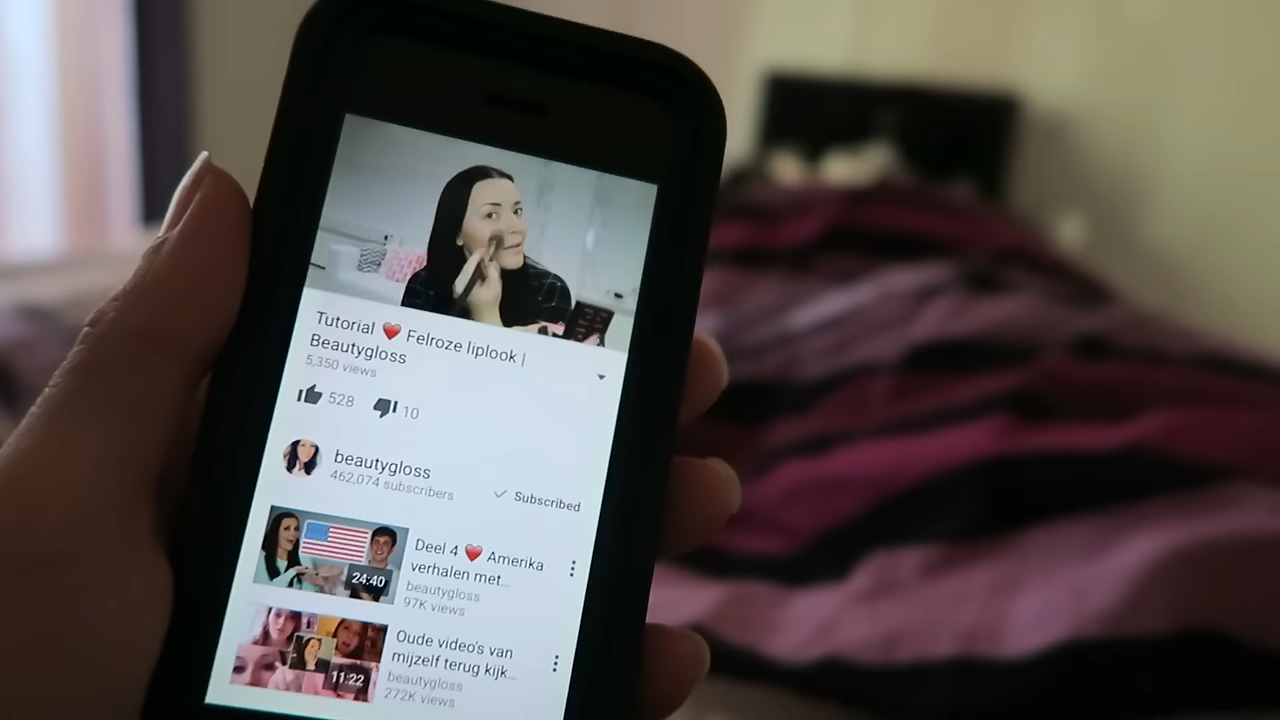 Tutorial ❤️ Felroze liplook |
Beautygloss
5,350 views
528 10
beautygloss
462,074 subscribers
Subscribed
24:40
Deel 4 ❤️ Amerika
verhalen met...
beautygloss
97K views
11:22
Oude video's van
mijzelf terug kijk...
beautygloss
272K views